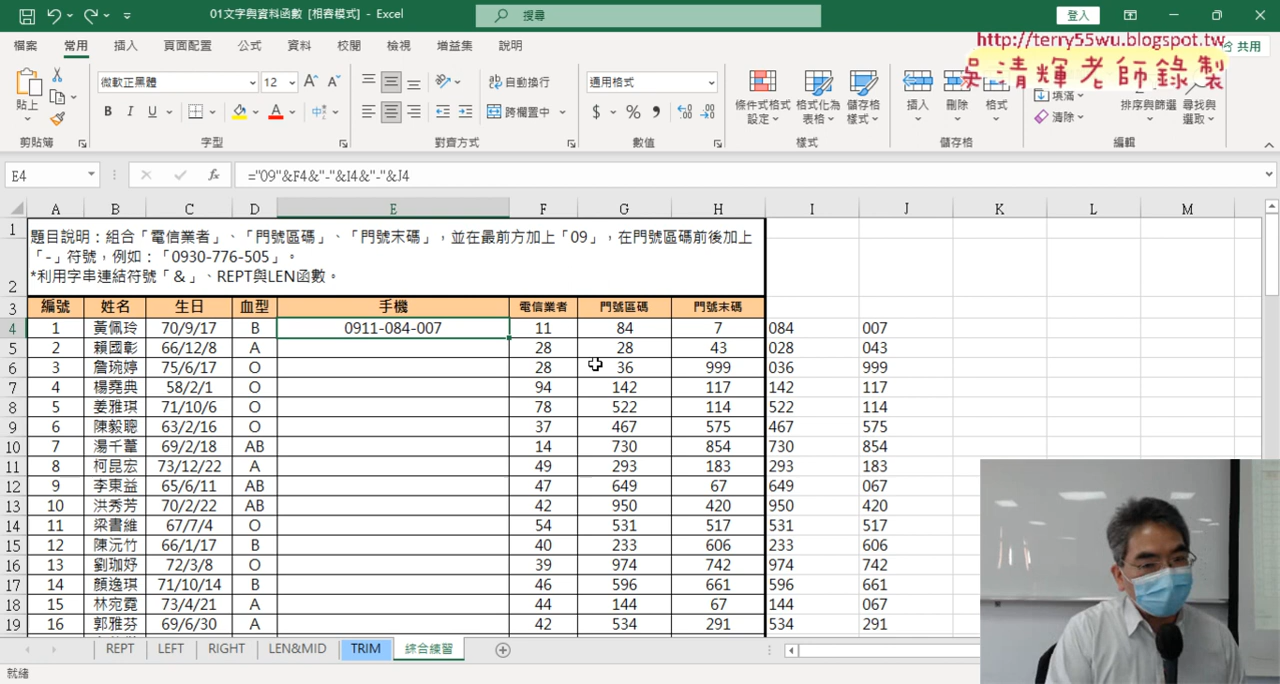 01文字與資料函數 [相容模式] - Excel
搜尋
登入
http://terry55wu.blogspot.tw
吳清輝老師錄製
檔案 常用 插入 頁面配置 公式 資料 校閱 檢視 增益集 說明 共用
貼上
微軟正黑體 12
B I U
自動換行
跨欄置中
通用格式
$ % ,
條件式格式設定 格式化為表格 儲存格樣式
插入 刪除 格式
填滿
清除
排序與篩選 尋找與選取
剪貼簿 字型 對齊方式 數值 樣式 儲存格 編輯
E4 fx ="09"&F4&"-"&I4&"-"&J4
A B C D E F G H I J K L M
1 題目說明：組合「電信業者」、「門號區碼」、「門號末碼」，並在最前方加上「09」，在門號區碼前後加上
「-」符號，例如：「0930-776-505」。
2 *利用字串連結符號「&」、REPT與LEN函數。
3 編號 姓名 生日 血型 手機 電信業者 門號區碼 門號末碼
4 1 黃佩玲 70/9/17 B 0911-084-007 11 84 7 084 007
5 2 賴國彰 66/12/8 A 28 28 43 028 043
6 3 詹琬婷 75/6/17 O 28 36 999 036 999
7 4 楊堯典 58/2/1 O 94 142 117 142 117
8 5 姜雅琪 71/10/6 O 78 522 114 522 114
9 6 陳毅聰 63/2/16 O 37 467 575 467 575
10 7 湯千蕙 69/2/18 AB 14 730 854 730 854
11 8 柯昆宏 73/12/22 A 49 293 183 293 183
12 9 李東益 65/6/11 AB 47 649 67 649 067
13 10 洪秀芳 70/2/22 AB 42 950 420 950 420
14 11 梁書維 67/7/4 O 54 531 517 531 517
15 12 陳沅竹 66/1/17 B 40 233 606 233 606
16 13 劉珈妤 72/3/8 O 39 974 742 974 742
17 14 顏逸琪 71/10/14 B 46 596 661 596 661
18 15 林宛霓 73/4/21 A 44 144 67 144 067
19 16 郭雅芬 69/6/30 A 42 534 291 534 291
REPT LEFT RIGHT LEN&MID TRIM 綜合練習
就緒